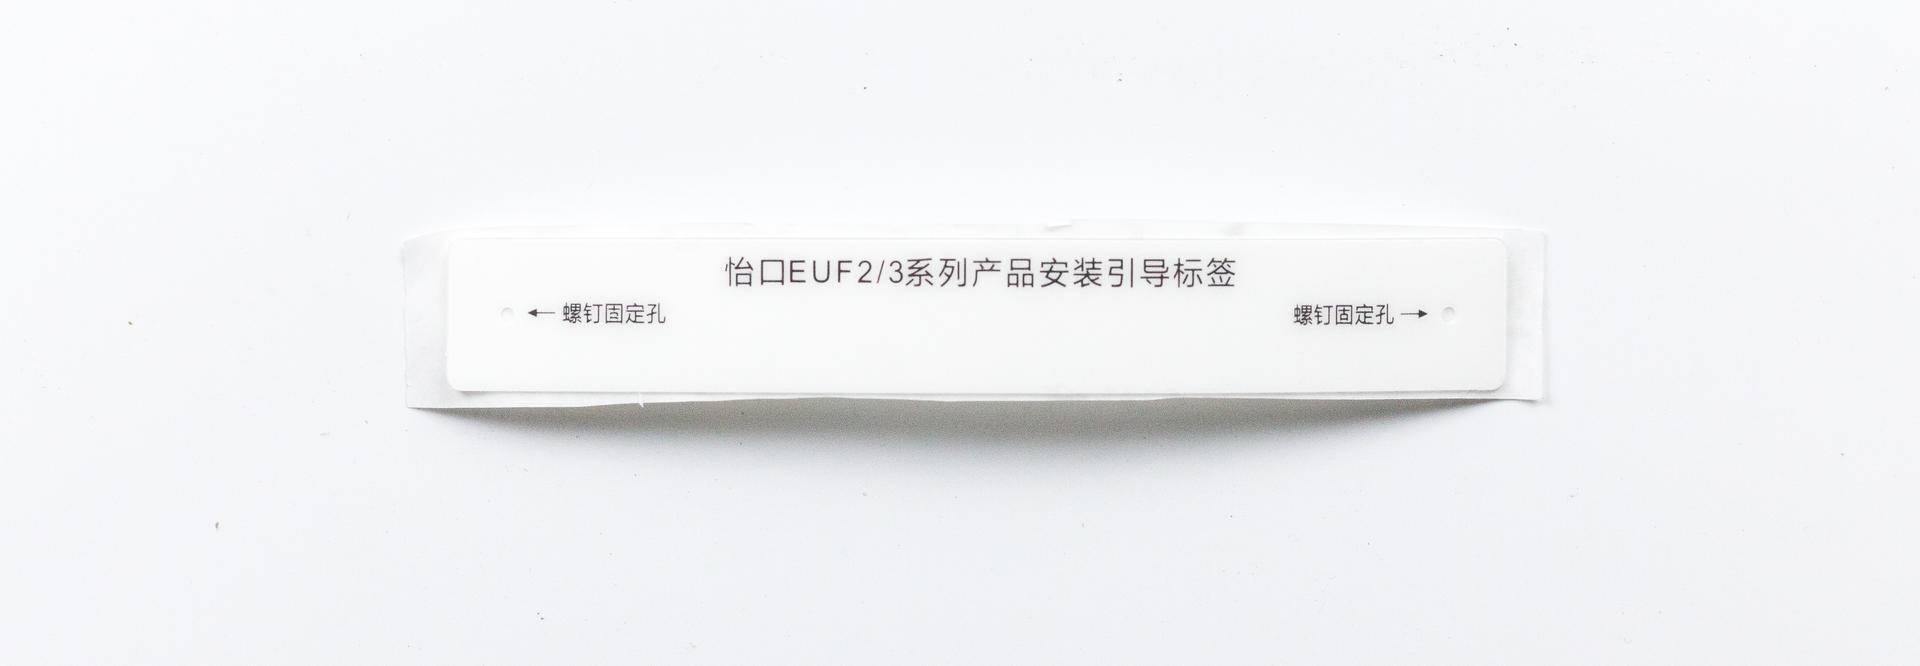 怡口EUF2/3系列产品安装引导标签
← 螺钉固定孔
螺钉固定孔 →